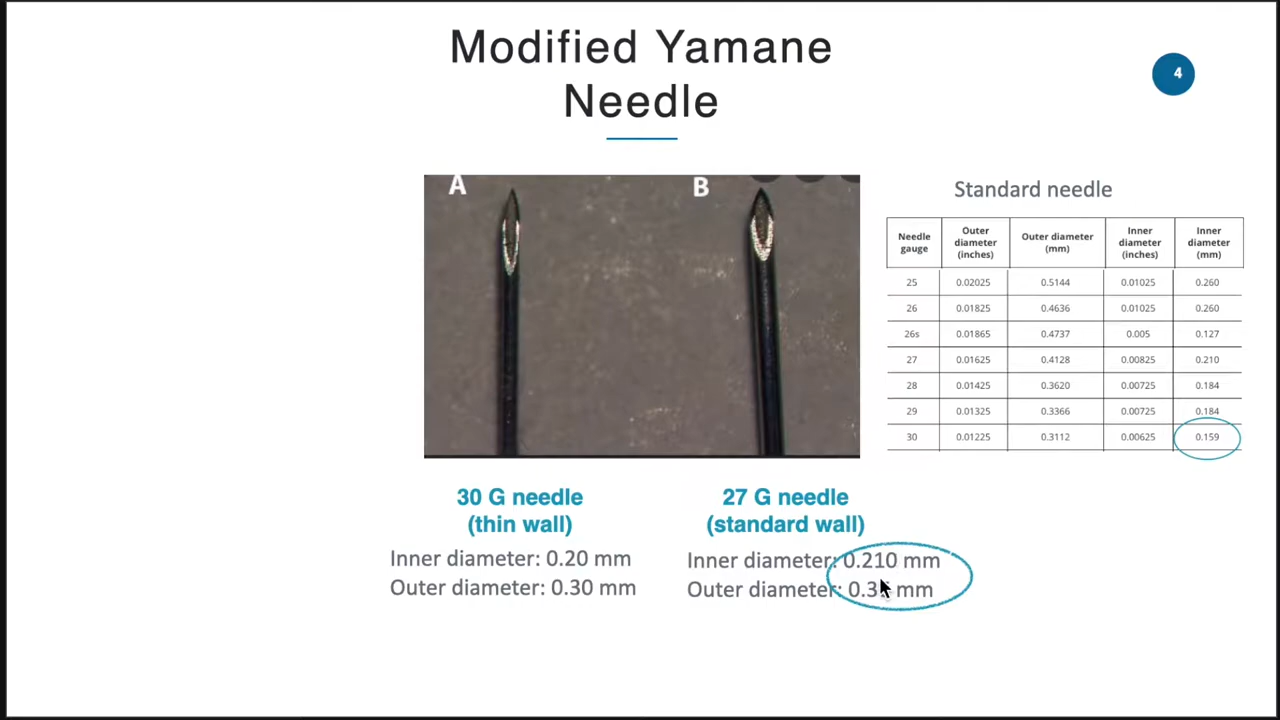 Modified Yamane
Needle
4
A
B
Standard needle
Needle gauge | Outer diameter (inches) | Outer diameter (mm) | Inner diameter (inches) | Inner diameter (mm)
25 | 0.02025 | 0.5144 | 0.01025 | 0.260
26 | 0.01825 | 0.4636 | 0.01025 | 0.260
26s | 0.01865 | 0.4737 | 0.005 | 0.127
27 | 0.01625 | 0.4128 | 0.00825 | 0.210
28 | 0.01425 | 0.3620 | 0.00725 | 0.184
29 | 0.01325 | 0.3366 | 0.00725 | 0.184
30 | 0.01225 | 0.3112 | 0.00625 | 0.159
30 G needle
(thin wall)
Inner diameter: 0.20 mm
Outer diameter: 0.30 mm
27 G needle
(standard wall)
Inner diameter: 0.210 mm
Outer diameter: mm